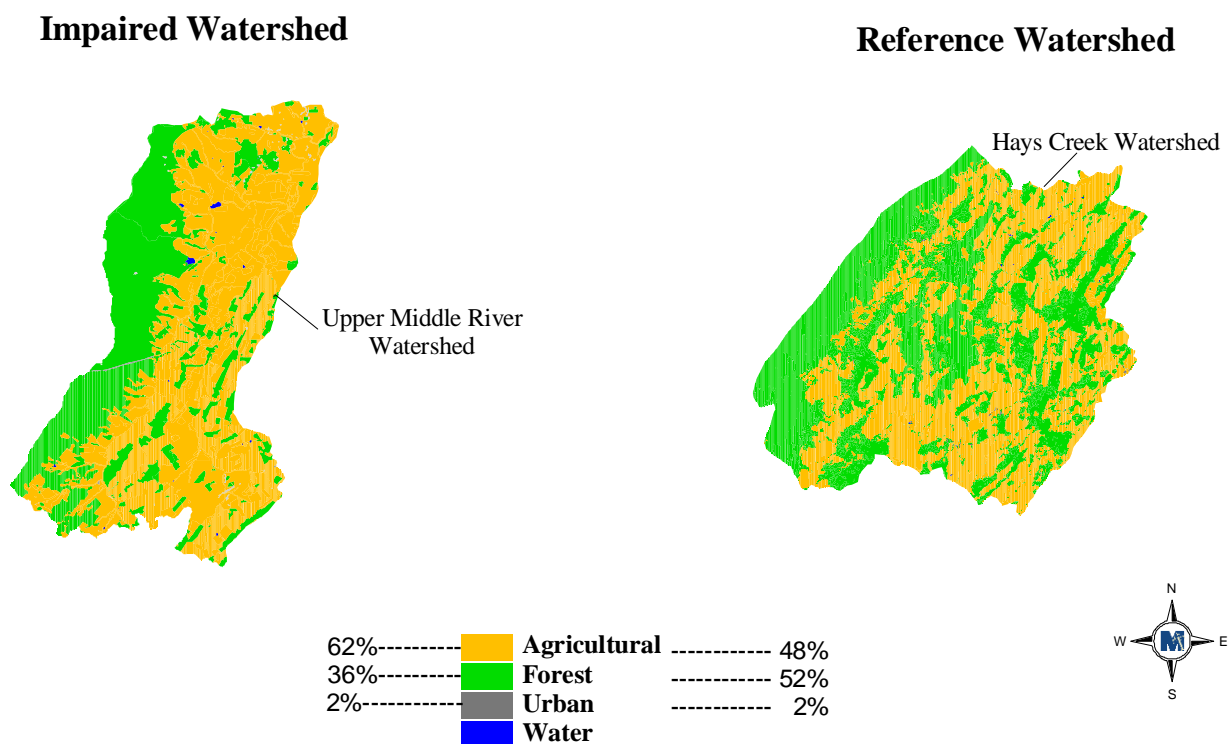 Impaired Watershed
Reference Watershed
Hays Creek Watershed
Upper Middle River
Watershed
62%---------- Agricultural ---------- 48%
36%---------- Forest ---------- 52%
2%------------ Urban ---------- 2%
Water
N
W M E
S